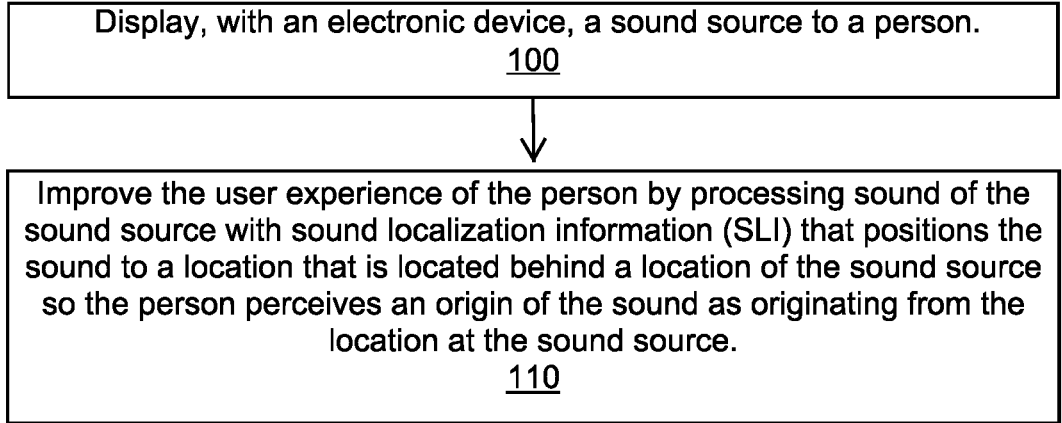 Display, with an electronic device, a sound source to a person.
100
Improve the user experience of the person by processing sound of the
sound source with sound localization information (SLI) that positions the
sound to a location that is located behind a location of the sound source
so the person perceives an origin of the sound as originating from the
location at the sound source.
110